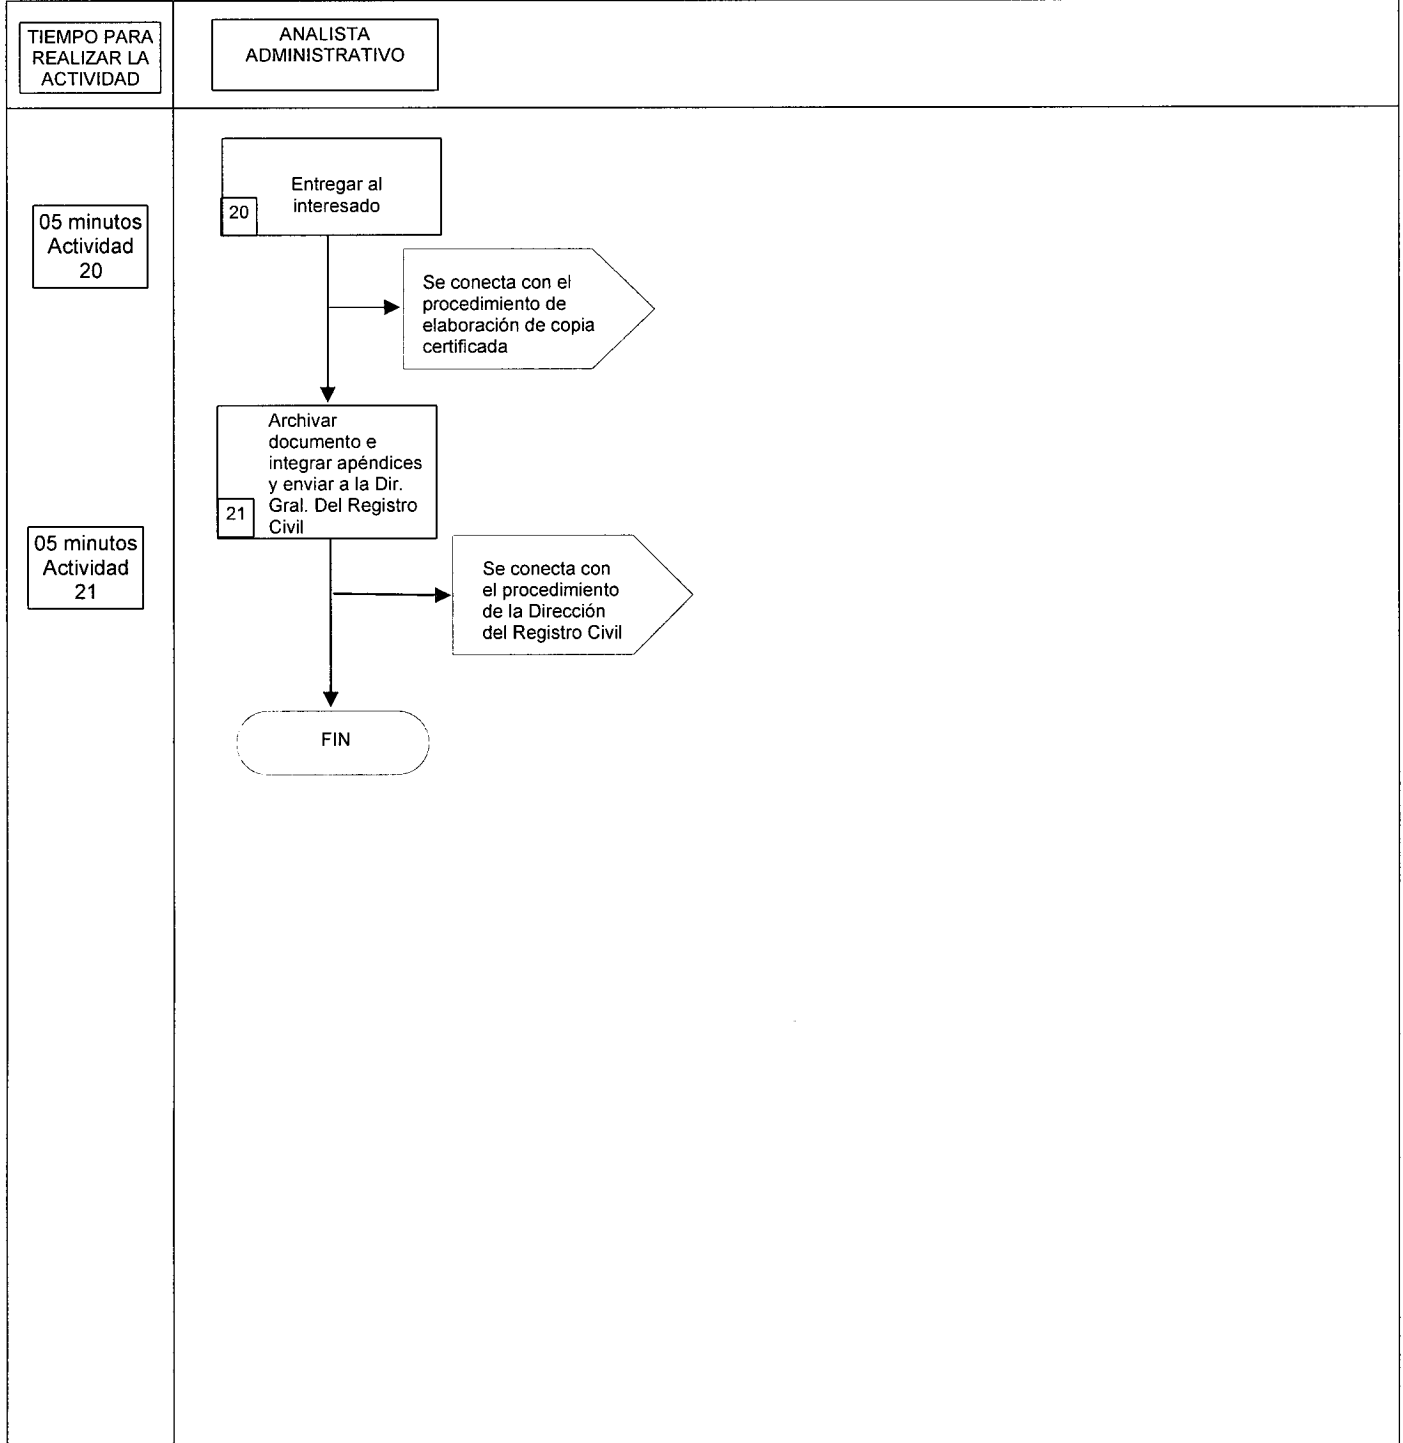 TIEMPO PARA
REALIZAR LA
ACTIVIDAD
ANALISTA
ADMINISTRATIVO
Entregar al
interesado
20
05 minutos
Actividad
20
Se conecta con el
procedimiento de
elaboración de copia
certificada
Archivar
documento e
integrar apéndices
y enviar a la Dir.
Gral. Del Registro
Civil
21
05 minutos
Actividad
21
Se conecta con
el procedimiento
de la Dirección
del Registro Civil
FIN